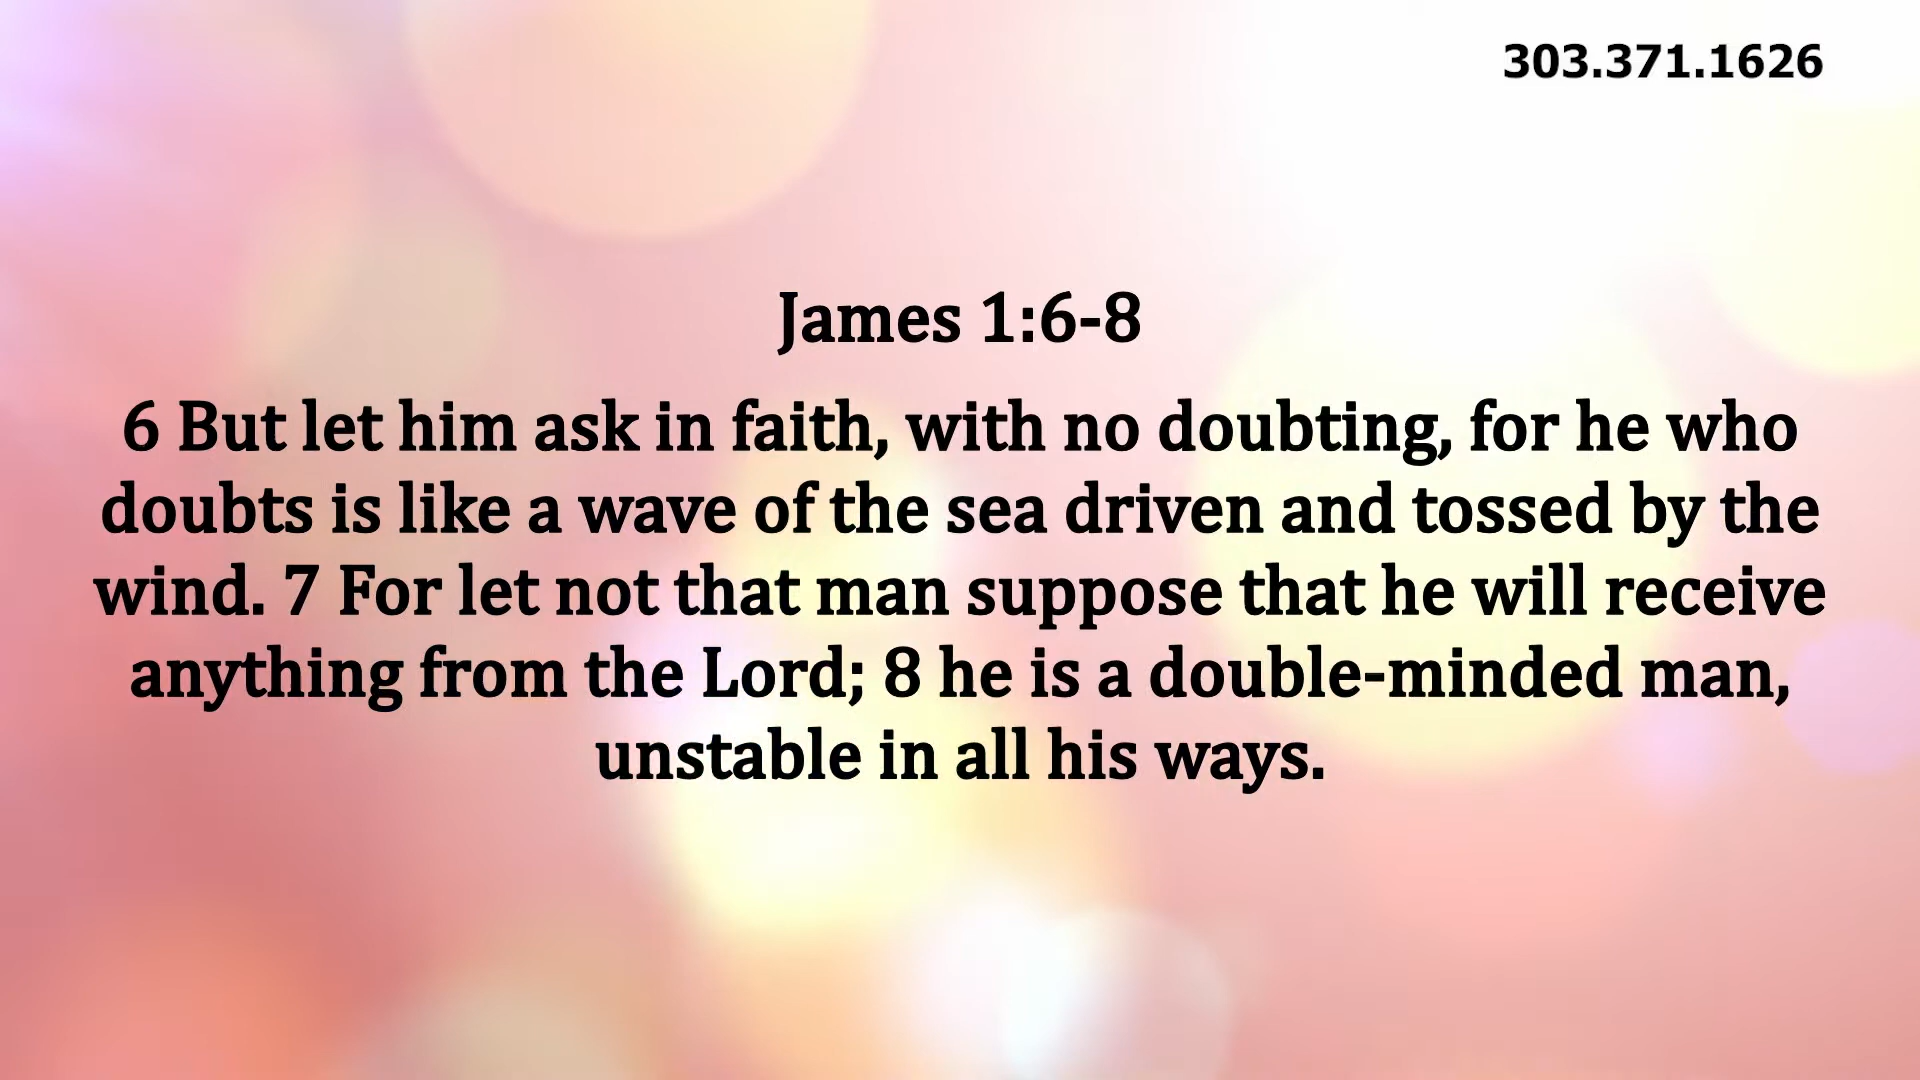 303.371.1626
James 1:6-8
6 But let him ask in faith, with no doubting, for he who
doubts is like a wave of the sea driven and tossed by the
wind. 7 For let not that man suppose that he will receive
anything from the Lord; 8 he is a double-minded man,
unstable in all his ways.